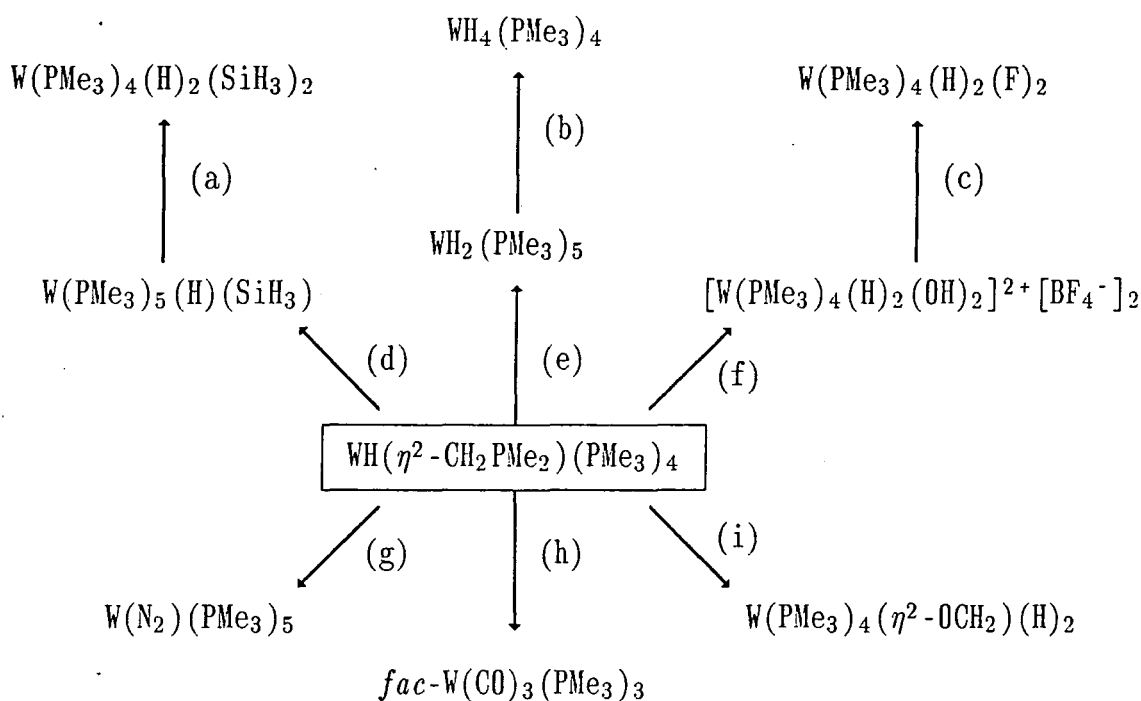 WH₄(PMe₃)₄
W(PMe₃)₄(H)₂(SiH₃)₂
W(PMe₃)₄(H)₂(F)₂
(b)
(a)
(c)
WH₂(PMe₃)₅
W(PMe₃)₅(H)(SiH₃)
[W(PMe₃)₄(H)₂(OH)₂]²⁺[BF₄⁻]₂
(d)
(e)
(f)
WH(η²-CH₂PMe₂)(PMe₃)₄
(g)
(h)
(i)
W(N₂)(PMe₃)₅
W(PMe₃)₄(η²-OCH₂)(H)₂
fac-W(CO)₃(PMe₃)₃